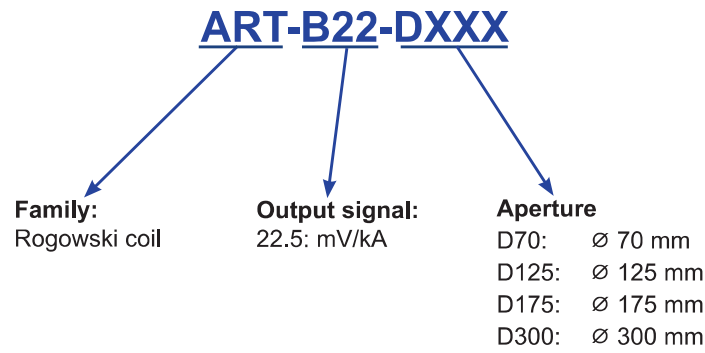 ART-B22-DXXX
Family:
Rogowski coil
Output signal:
22.5: mV/kA
Aperture
D70: ∅ 70 mm
D125: ∅ 125 mm
D175: ∅ 175 mm
D300: ∅ 300 mm